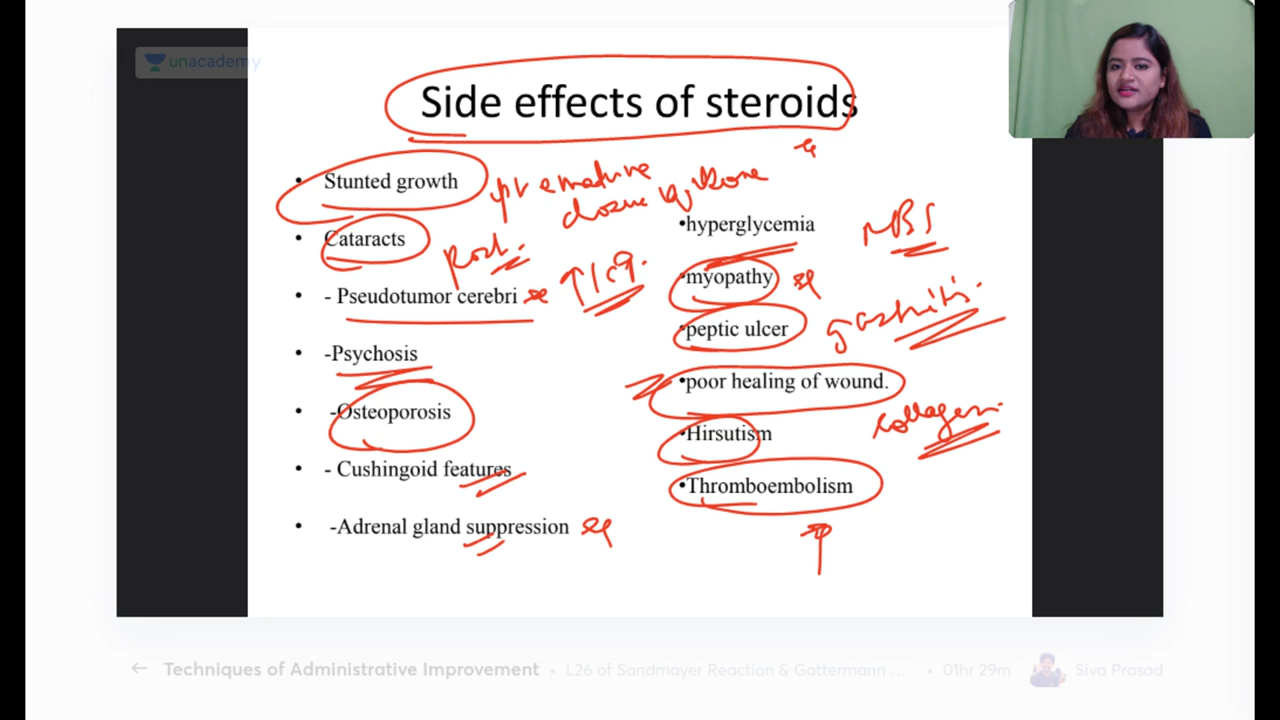 unacademy
Side effects of steroids
• Stunted growth
premature
closure of bone
• Cataracts
post.
• - Pseudotumor cerebri
↑ICP.
• -Psychosis
• -Osteoporosis
• - Cushingoid features
• -Adrenal gland suppression
•hyperglycemia
•myopathy
•peptic ulcer
gastritis.
•poor healing of wound.
collagen.
•Hirsutism
•Thromboembolism
↑
← Techniques of Administrative Improvement • L26 of Sandmayer Reaction & Gattermann ... • 01hr 29m Siva Prasad